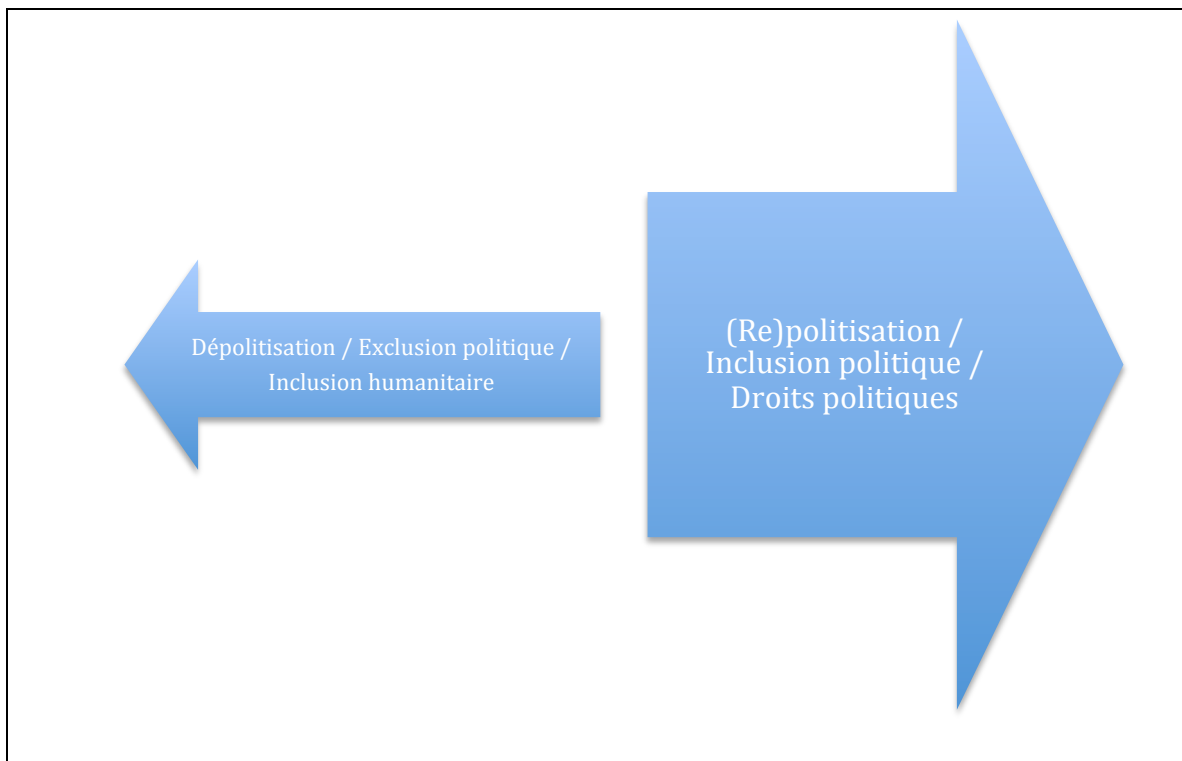 Dépolitisation / Exclusion politique /
Inclusion humanitaire
(Re)politisation /
Inclusion politique /
Droits politiques